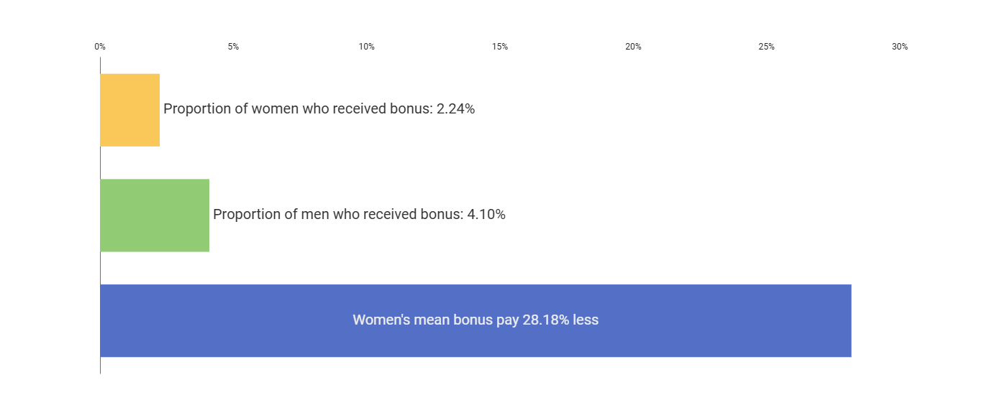 0% 5% 10% 15% 20% 25% 30%
Proportion of women who received bonus: 2.24%
Proportion of men who received bonus: 4.10%
Women's mean bonus pay 28.18% less